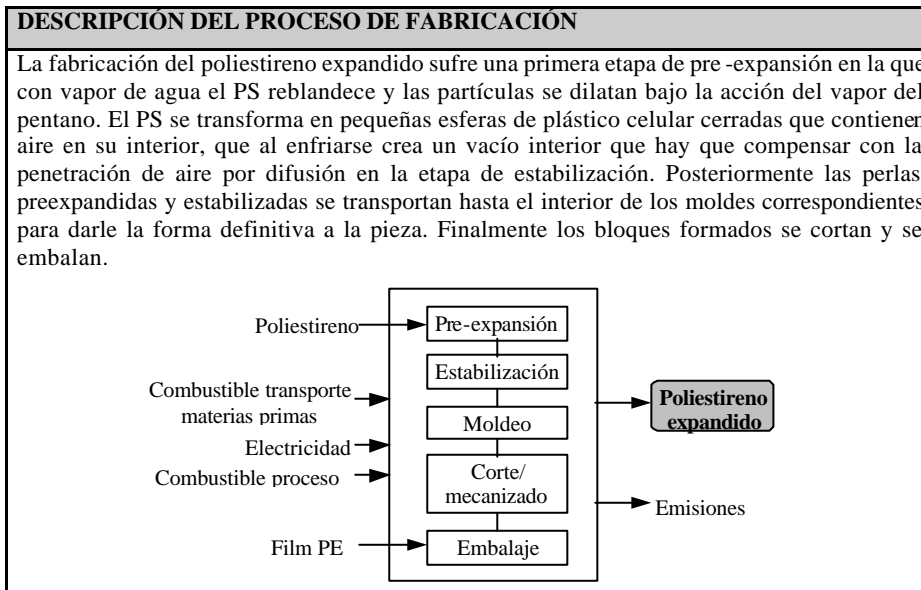 DESCRIPCIÓN DEL PROCESO DE FABRICACIÓN
La fabricación del poliestireno expandido sufre una primera etapa de pre -expansión en la que
con vapor de agua el PS reblandece y las partículas se dilatan bajo la acción del vapor del
pentano. El PS se transforma en pequeñas esferas de plástico celular cerradas que contienen
aire en su interior, que al enfriarse crea un vacío interior que hay que compensar con la
penetración de aire por difusión en la etapa de estabilización. Posteriormente las perlas
preexpandidas y estabilizadas se transportan hasta el interior de los moldes correspondientes
para darle la forma definitiva a la pieza. Finalmente los bloques formados se cortan y se
embalan.
Poliestireno
Pre-expansión
Estabilización
Combustible transporte
materias primas
Poliestireno
expandido
Moldeo
Electricidad
Combustible proceso
Corte/
mecanizado
Emisiones
Film PE
Embalaje